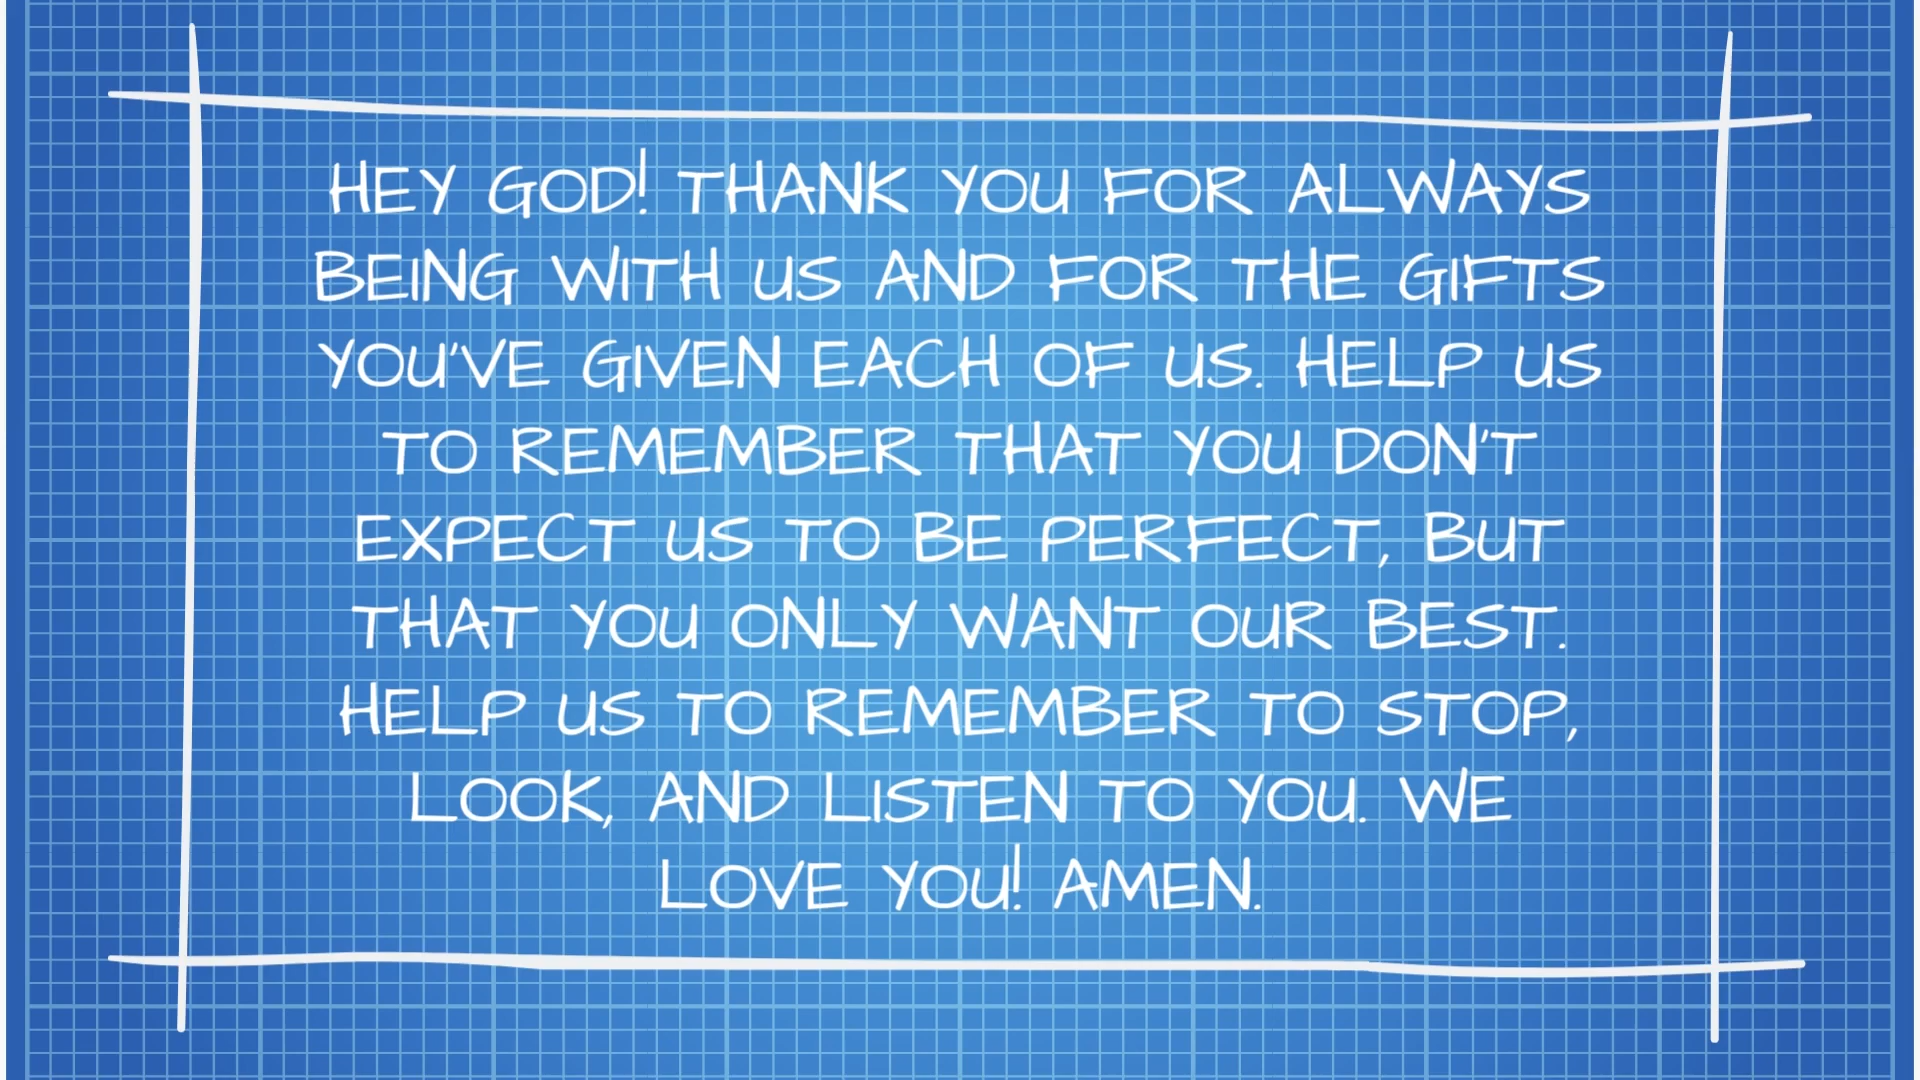 HEY GOD! THANK YOU FOR ALWAYS
BEING WITH US AND FOR THE GIFTS
YOU'VE GIVEN EACH OF US. HELP US
TO REMEMBER THAT YOU DON'T
EXPECT US TO BE PERFECT, BUT
THAT YOU ONLY WANT OUR BEST.
HELP US TO REMEMBER TO STOP,
LOOK, AND LISTEN TO YOU. WE
LOVE YOU! AMEN.